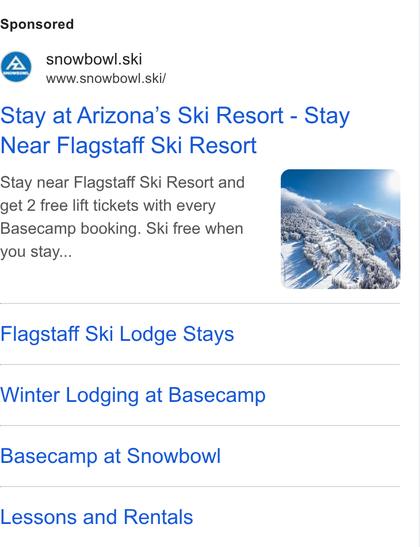 Sponsored
SNOWBOWL
snowbowl.ski
www.snowbowl.ski/
Stay at Arizona’s Ski Resort - Stay
Near Flagstaff Ski Resort
Stay near Flagstaff Ski Resort and
get 2 free lift tickets with every
Basecamp booking. Ski free when
you stay...
Flagstaff Ski Lodge Stays
Winter Lodging at Basecamp
Basecamp at Snowbowl
Lessons and Rentals